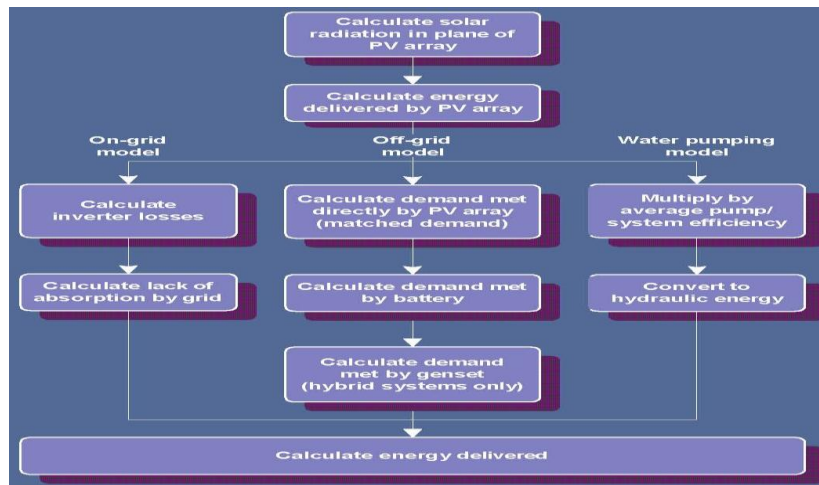 Calculate solar
radiation in plane of
PV array
Calculate energy
delivered by PV array
On-grid
model
Off-grid
model
Water pumping
model
Calculate
inverter losses
Calculate demand met
directly by PV array
(matched demand)
Multiply by
average pump/
system efficiency
Calculate lack of
absorption by grid
Calculate demand met
by battery
Convert to
hydraulic energy
Calculate demand
met by genset
(hybrid systems only)
Calculate energy delivered